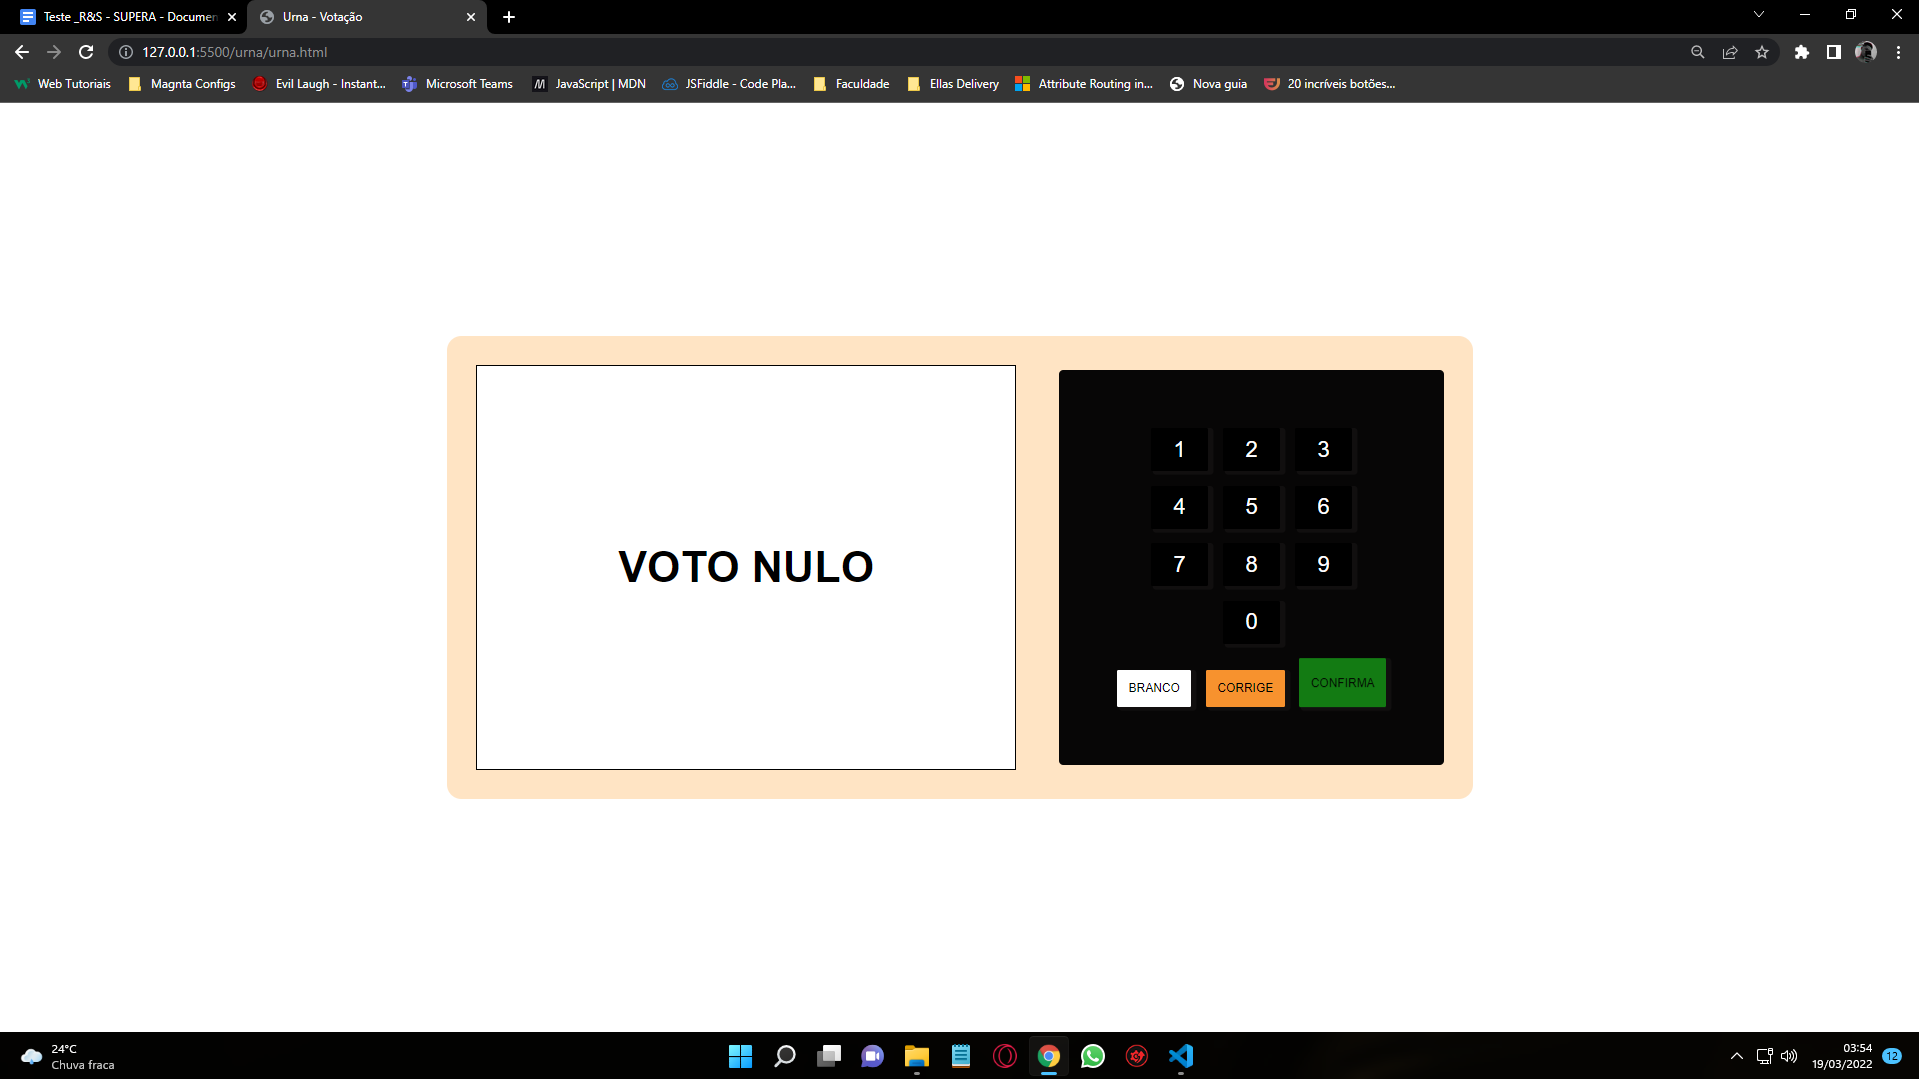 Teste _R&S - SUPERA - Documen
Urna - Votação
127.0.0.1:5500/urna/urna.html
Web Tutoriais
Magnta Configs
Evil Laugh - Instant...
Microsoft Teams
JavaScript | MDN
JSFiddle - Code Pla...
Faculdade
Ellas Delivery
Attribute Routing in...
Nova guia
20 incríveis botões...
VOTO NULO
1 2 3
4 5 6
7 8 9
0
BRANCO CORRIGE CONFIRMA
24°C
Chuva fraca
03:54
19/03/2022
12